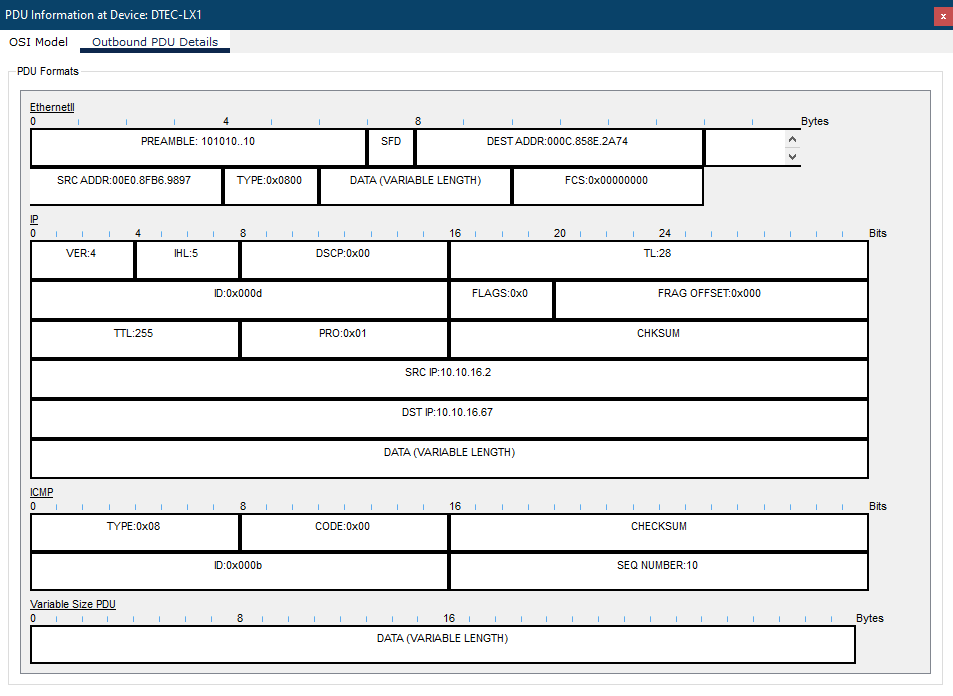 PDU Information at Device: DTEC-LX1 x
OSI Model Outbound PDU Details
PDU Formats
EthernetII
0 4 8 Bytes
PREAMBLE: 101010..10 SFD DEST ADDR:000C.858E.2A74
SRC ADDR:00E0.8FB6.9897 TYPE:0x0800 DATA (VARIABLE LENGTH) FCS:0x00000000
IP
0 4 8 16 20 24 Bits
VER:4 IHL:5 DSCP:0x00 TL:28
ID:0x000d FLAGS:0x0 FRAG OFFSET:0x000
TTL:255 PRO:0x01 CHKSUM
SRC IP:10.10.16.2
DST IP:10.10.16.67
DATA (VARIABLE LENGTH)
ICMP
0 8 16 Bits
TYPE:0x08 CODE:0x00 CHECKSUM
ID:0x000b SEQ NUMBER:10
Variable Size PDU
0 8 16 Bytes
DATA (VARIABLE LENGTH)